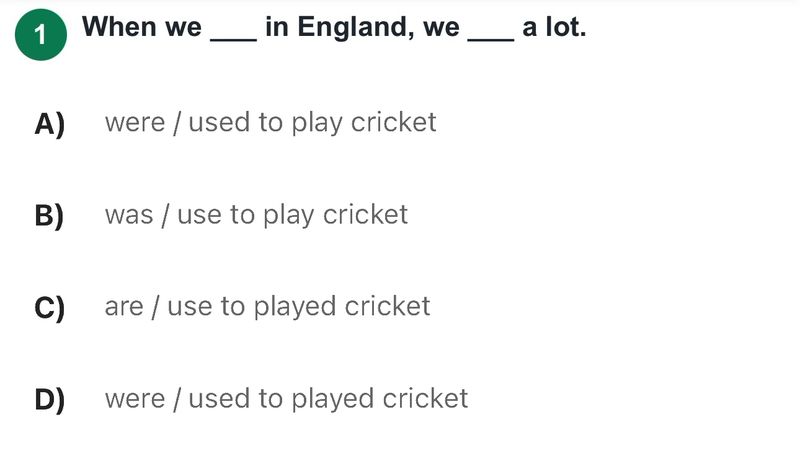 1 When we ___ in England, we ___ a lot.
A) were / used to play cricket
B) was / use to play cricket
C) are / use to played cricket
D) were / used to played cricket